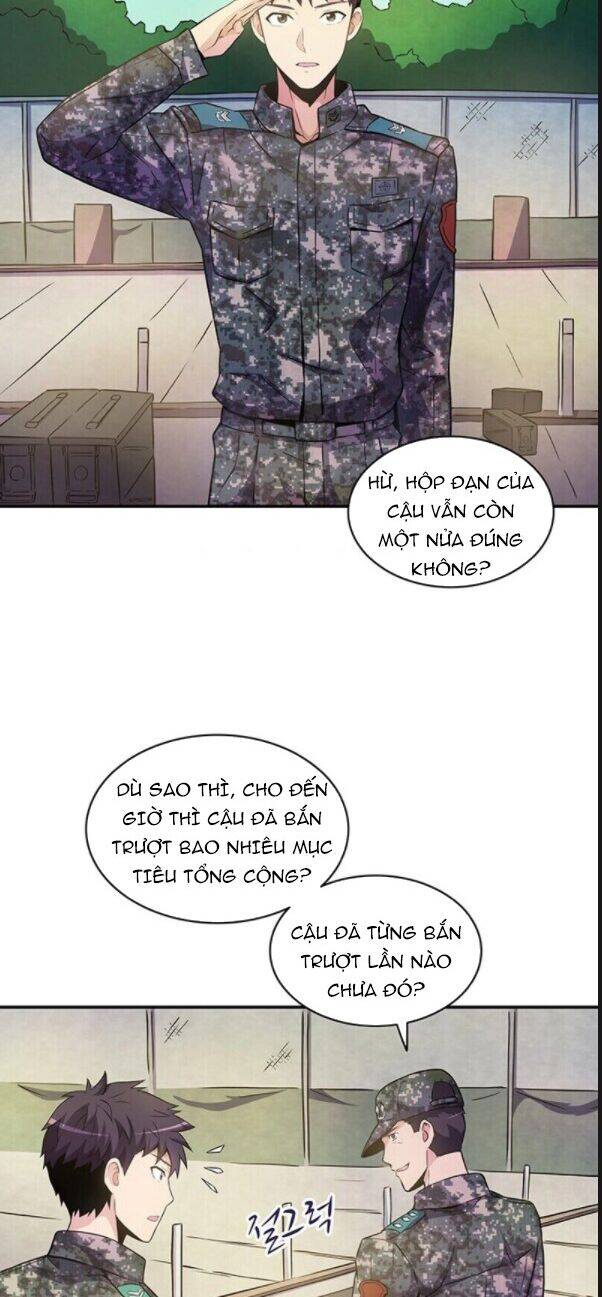 HỪ, HỘP ĐẠN CỦA
CẬU VẪN CÒN
MỘT NỬA ĐÚNG
KHÔNG?
DÙ SAO THÌ, CHO ĐẾN
GIỜ THÌ CẬU ĐÃ BẮN
TRƯỢT BAO NHIÊU MỤC
TIÊU TỔNG CỘNG?
CẬU ĐÃ TỪNG BẮN
TRƯỢT LẦN NÀO
CHƯA ĐÓ?
절그럭